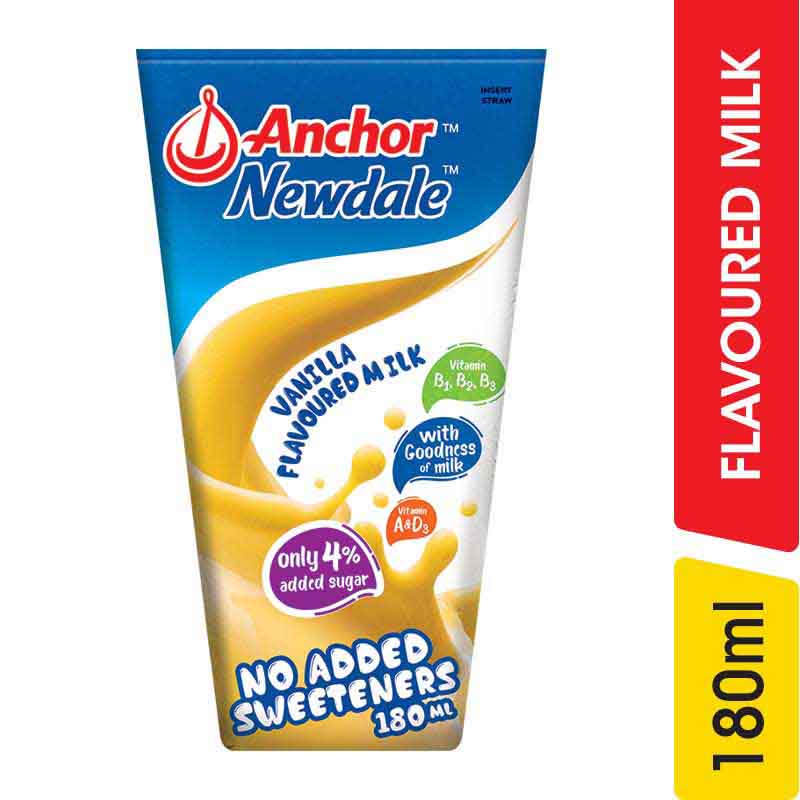 INSERT
STRAW
Anchor™
Newdale™
VANILLA
FLAVOURED MILK
Vitamin
B1, B2, B3
with
Goodness
of milk
Vitamin
A&D3
only 4%
added sugar
NO ADDED
SWEETENERS
180 ML
FLAVOURED MILK
180ml